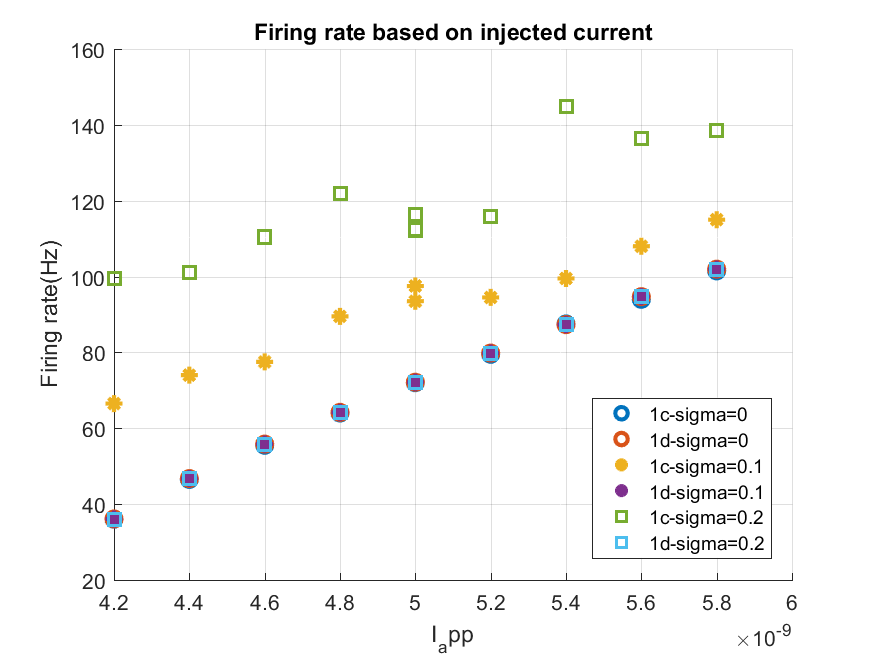 Firing rate based on injected current
160
140
120
100
80
60
40
20
Firing rate(Hz)
1c-sigma=0
1d-sigma=0
1c-sigma=0.1
1d-sigma=0.1
1c-sigma=0.2
1d-sigma=0.2
4.2 4.4 4.6 4.8 5 5.2 5.4 5.6 5.8 6
I_app
×10^-9